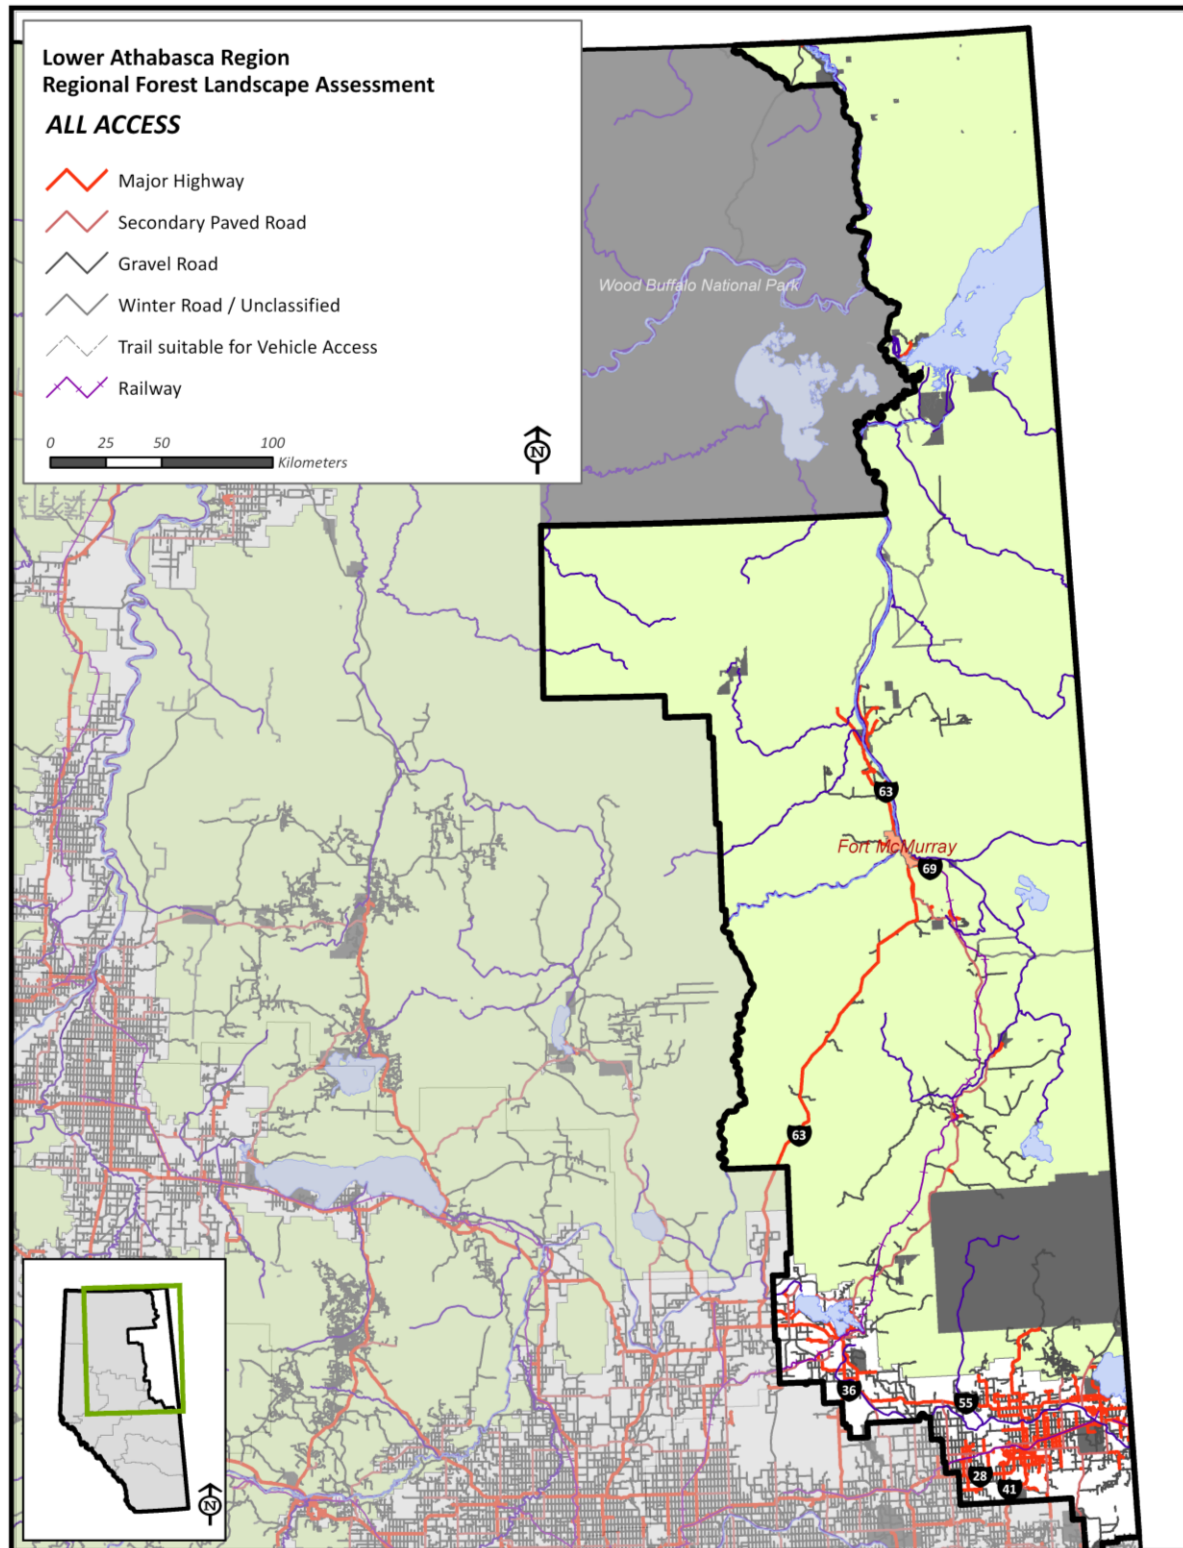 Lower Athabasca Region
Regional Forest Landscape Assessment
ALL ACCESS
Major Highway
Secondary Paved Road
Gravel Road
Winter Road / Unclassified
Trail suitable for Vehicle Access
Railway
0 25 50 100
Kilometers
N
Wood Buffalo National Park
63
Fort McMurray
69
63
36
55
28
41
N